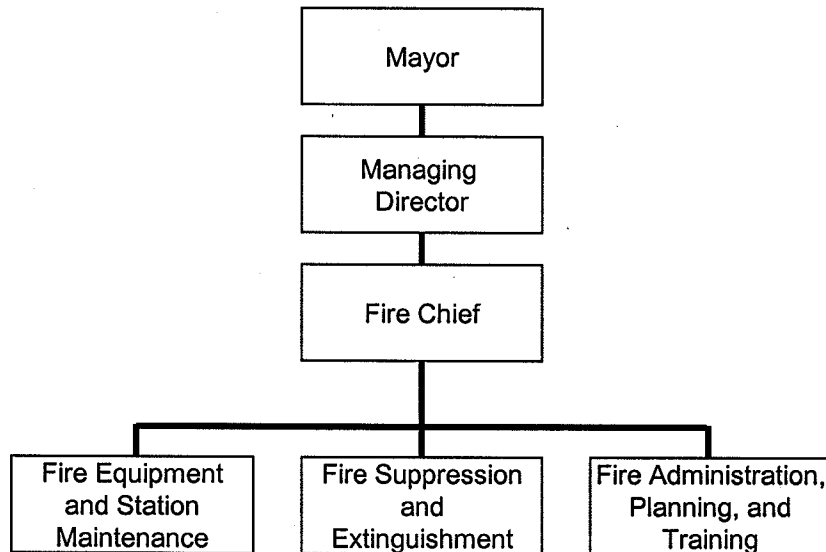 Mayor
Managing
Director
Fire Chief
Fire Equipment
and Station
Maintenance
Fire Suppression
and
Extinguishment
Fire Administration,
Planning, and
Training